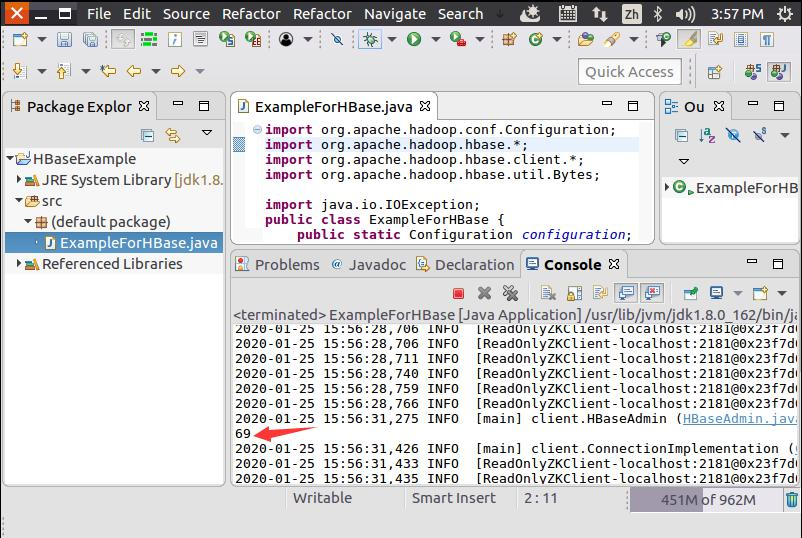 File Edit Source Refactor Refactor Navigate Search Zh 3:57 PM
Quick Access
Package Explor
HBaseExample
JRE System Library [jdk1.8.
src
(default package)
ExampleForHBase.java
Referenced Libraries
ExampleForHBase.java
import org.apache.hadoop.conf.Configuration;
import org.apache.hadoop.hbase.*;
import org.apache.hadoop.hbase.client.*;
import org.apache.hadoop.hbase.util.Bytes;
import java.io.IOException;
public class ExampleForHBase {
public static Configuration configuration;
Ou
ExampleForHB
Problems @ Javadoc Declaration Console
<terminated> ExampleForHBase [Java Application] /usr/lib/jvm/jdk1.8.0_162/bin/ja
2020-01-25 15:56:28,706 INFO [ReadOnlyZKClient-localhost:2181@0x23f7d
2020-01-25 15:56:28,706 INFO [ReadOnlyZKClient-localhost:2181@0x23f7d
2020-01-25 15:56:28,711 INFO [ReadOnlyZKClient-localhost:2181@0x23f7d
2020-01-25 15:56:28,740 INFO [ReadOnlyZKClient-localhost:2181@0x23f7d
2020-01-25 15:56:28,759 INFO [ReadOnlyZKClient-localhost:2181@0x23f7d
2020-01-25 15:56:28,766 INFO [ReadOnlyZKClient-localhost:2181@0x23f7d
2020-01-25 15:56:31,275 INFO [main] client.HBaseAdmin (HBaseAdmin.java
69
2020-01-25 15:56:31,426 INFO [main] client.ConnectionImplementation (
2020-01-25 15:56:31,433 INFO [ReadOnlyZKClient-localhost:2181@0x23f7d
2020-01-25 15:56:31,435 INFO [ReadOnlyZKClient-localhost:2181@0x23f7d
Writable Smart Insert 2 : 11 451M of 962M